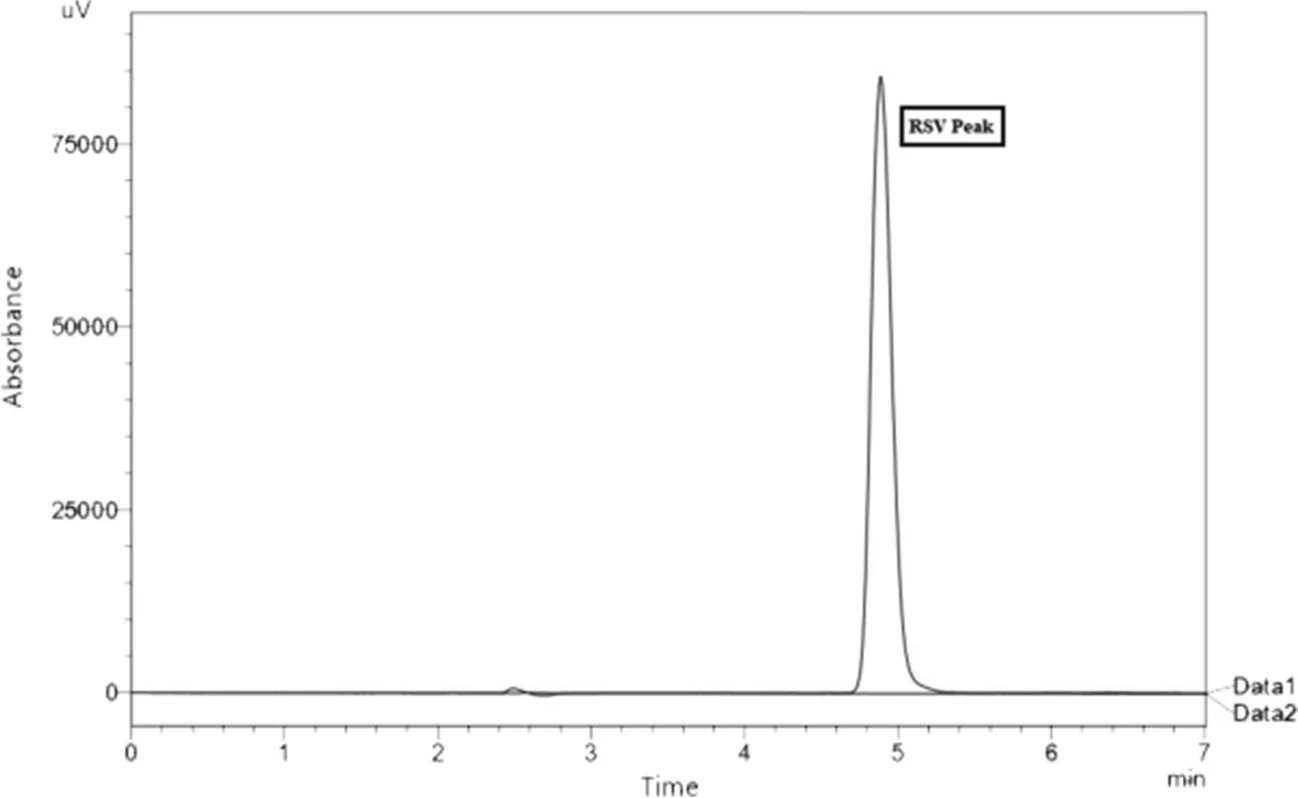 uV
75000
50000
25000
0
Absorbance
RSV Peak
Data1
Data2
0 1 2 3 4 5 6 7
Time
min